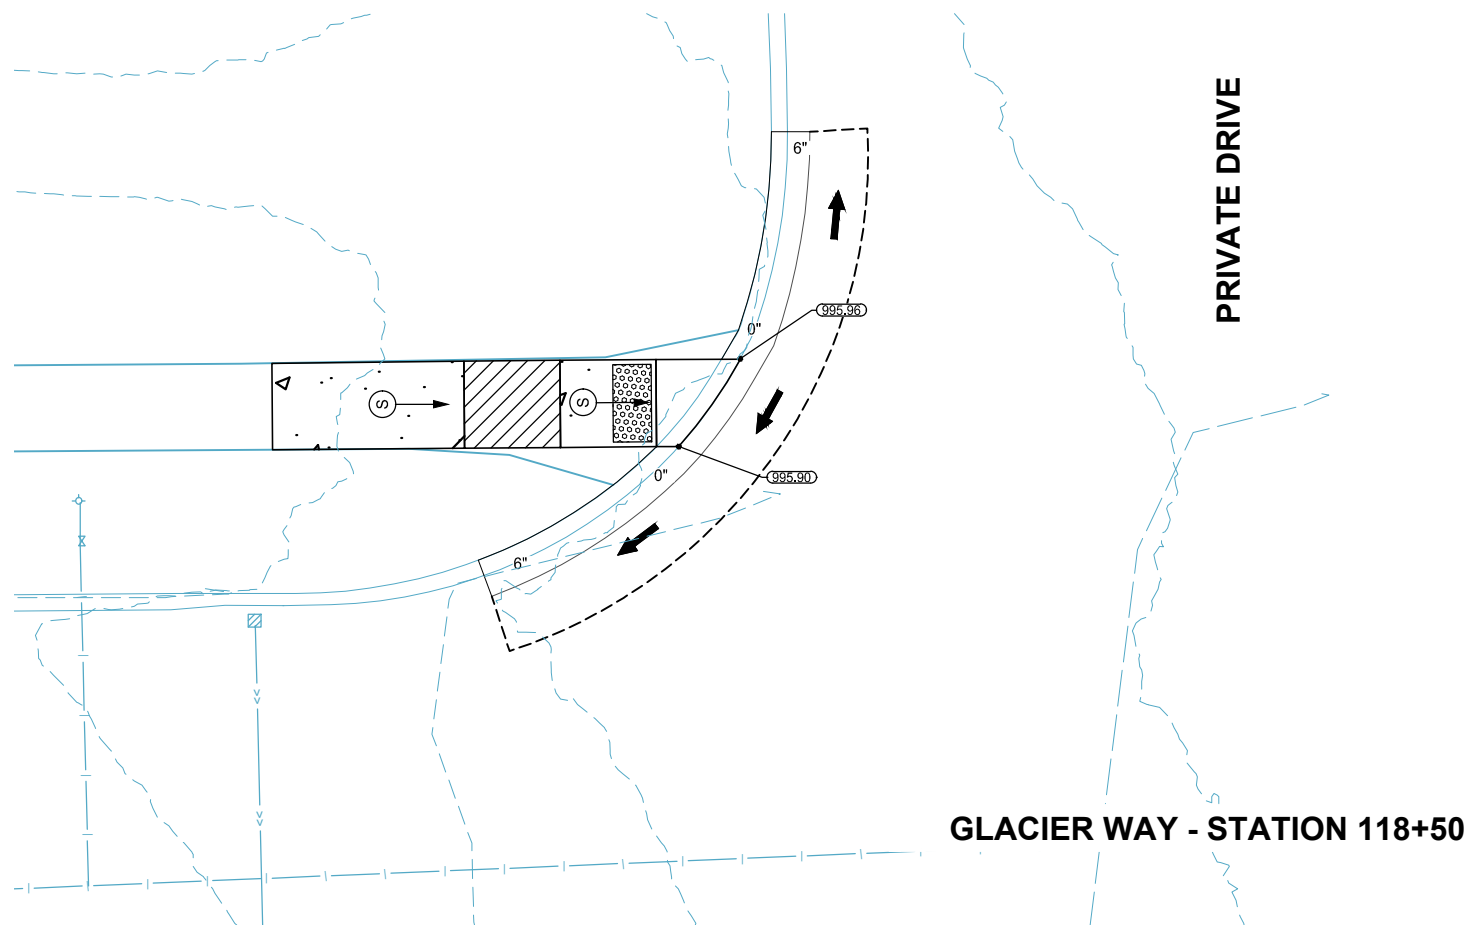 PRIVATE DRIVE
6"
995.96
0"
S
S
0"
995.90
6"
GLACIER WAY - STATION 118+50